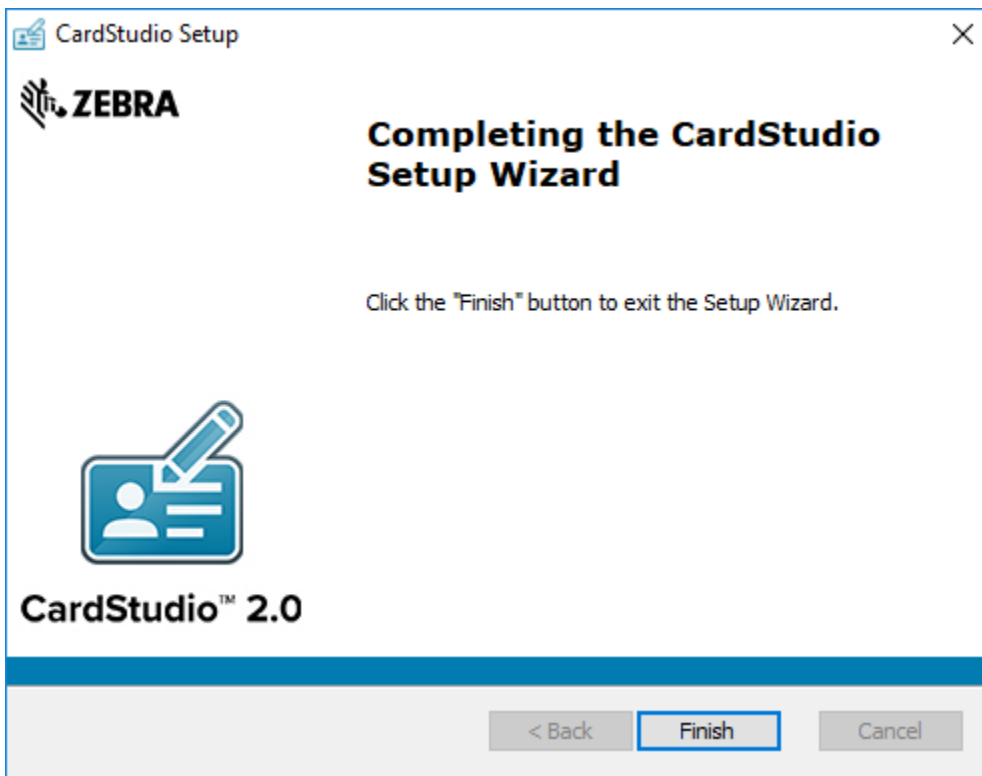 CardStudio Setup
ZEBRA
Completing the CardStudio
Setup Wizard
Click the "Finish" button to exit the Setup Wizard.
CardStudio™ 2.0
< Back
Finish
Cancel